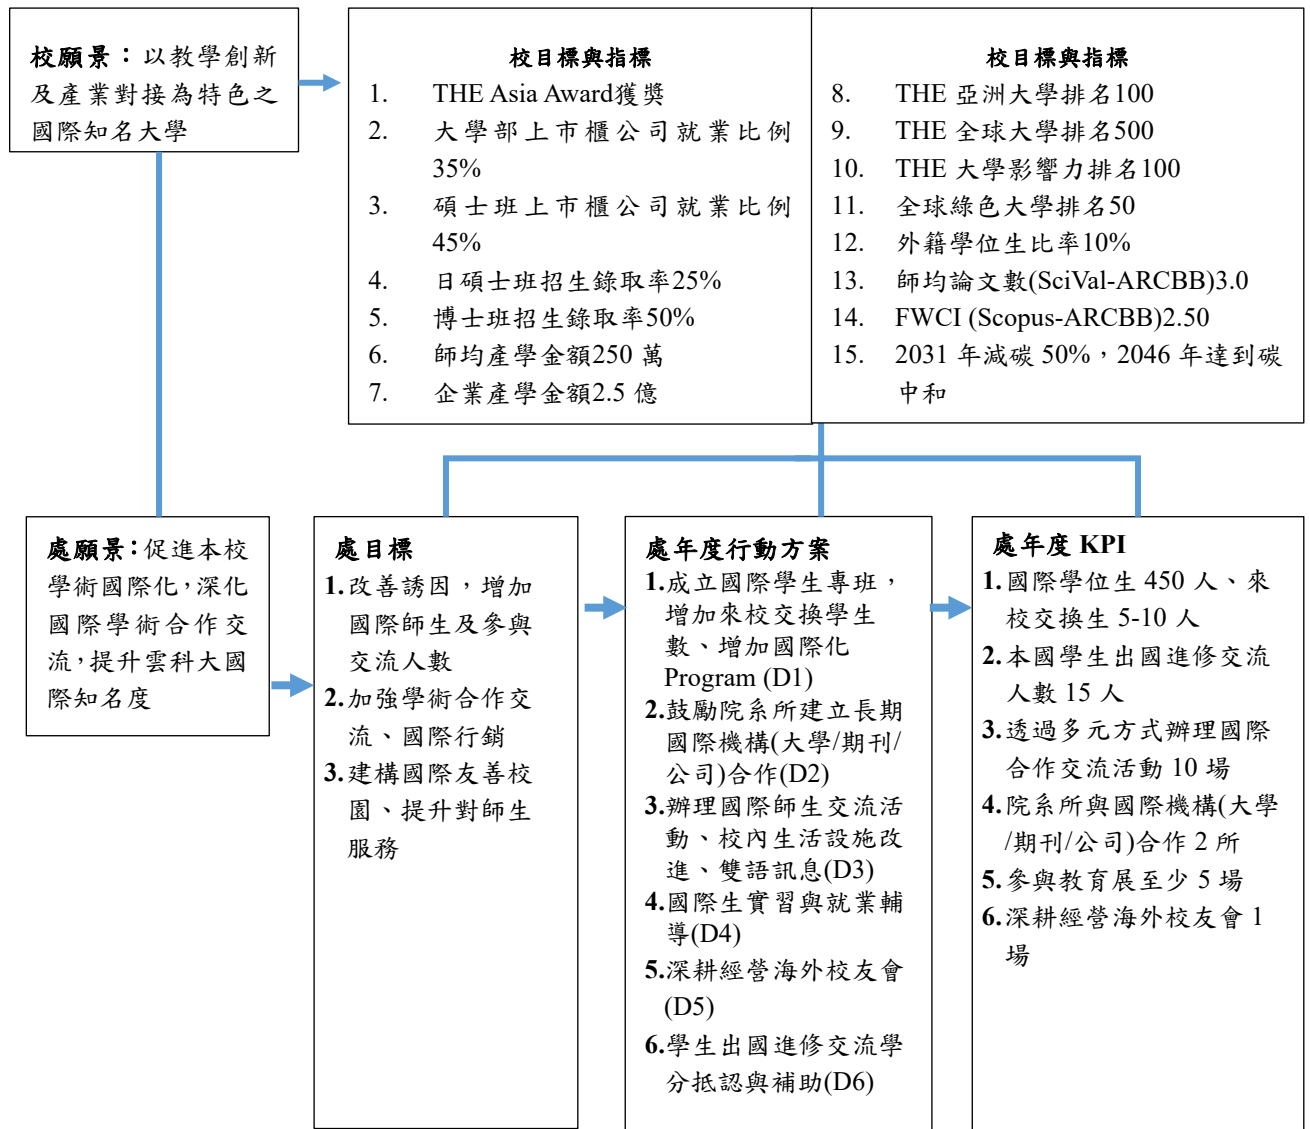 校願景：以教學創新
及產業對接為特色之
國際知名大學
校目標與指標
1. THE Asia Award獲獎
2. 大學部上市櫃公司就業比例
35%
3. 碩士班上市櫃公司就業比例
45%
4. 日碩士班招生錄取率25%
5. 博士班招生錄取率50%
6. 師均產學金額250 萬
7. 企業產學金額2.5 億
校目標與指標
8. THE 亞洲大學排名100
9. THE 全球大學排名500
10. THE 大學影響力排名100
11. 全球綠色大學排名50
12. 外籍學位生比率10%
13. 師均論文數(SciVal-ARCBB)3.0
14. FWCI (Scopus-ARCBB)2.50
15. 2031 年減碳 50%，2046 年達到碳
中和
處願景：促進本校
學術國際化，深化
國際學術合作交
流，提升雲科大國
際知名度
處目標
1.改善誘因，增加
國際師生及參與
交流人數
2.加強學術合作交
流、國際行銷
3.建構國際友善校
園、提升對師生
服務
處年度行動方案
1.成立國際學生專班，
增加來校交換學生
數、增加國際化
Program (D1)
2.鼓勵院系所建立長期
國際機構(大學/期刊/
公司)合作(D2)
3.辦理國際師生交流活
動、校內生活設施改
進、雙語訊息(D3)
4.國際生實習與就業輔
導(D4)
5.深耕經營海外校友會
(D5)
6.學生出國進修交流學
分抵認與補助(D6)
處年度 KPI
1.國際學位生 450 人、來
校交換生 5-10 人
2.本國學生出國進修交流
人數 15 人
3.透過多元方式辦理國際
合作交流活動 10 場
4.院系所與國際機構(大學
/期刊/公司)合作 2 所
5.參與教育展至少 5 場
6.深耕經營海外校友會 1
場